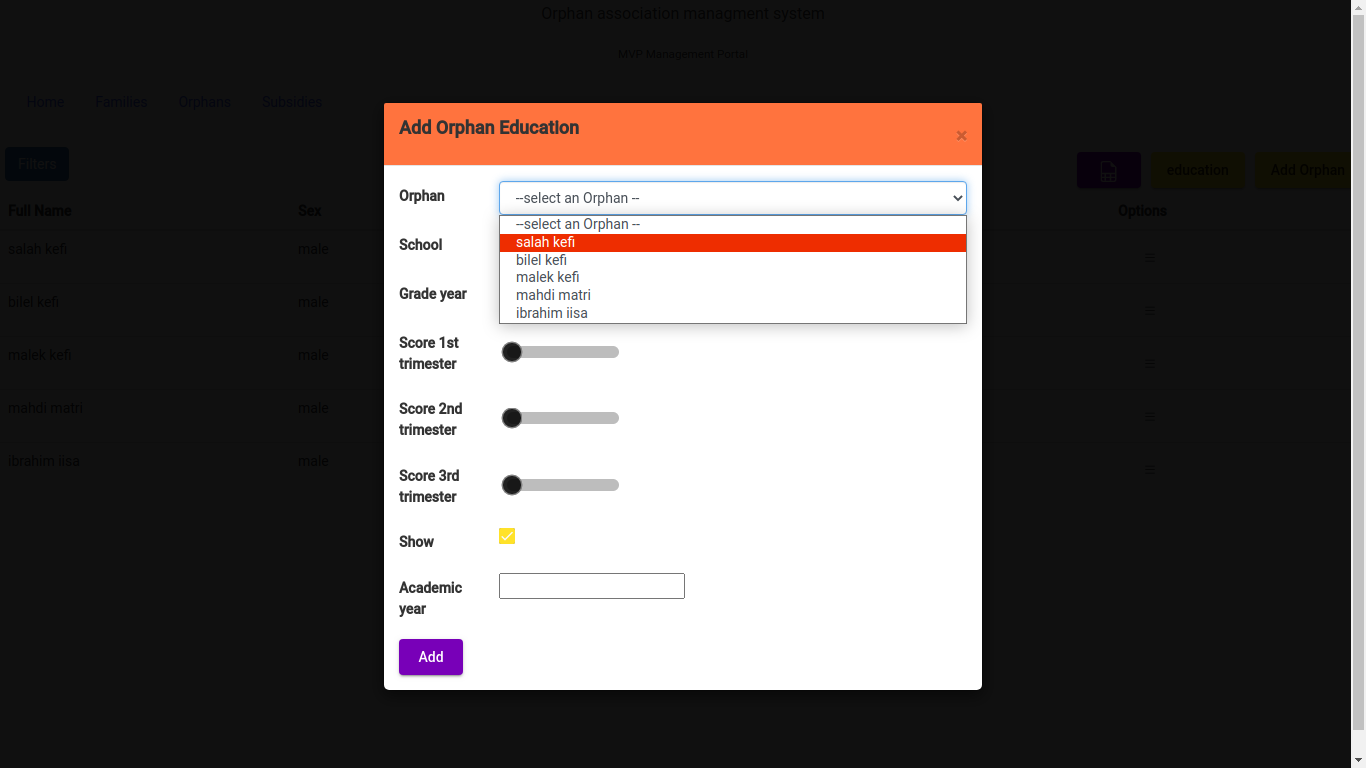 Orphan association managment system
MVP Management Portal
Home Families Orphans Subsidies
Filters
education
Add Orphan
Full Name Sex Options
salah kefi male
bilel kefi male
malek kefi male
mahdi matri male
ibrahim iisa male
Add Orphan Education
×
Orphan
--select an Orphan --
--select an Orphan --
salah kefi
bilel kefi
malek kefi
mahdi matri
ibrahim iisa
School
Grade year
Score 1st
trimester
Score 2nd
trimester
Score 3rd
trimester
Show
Academic
year
Add